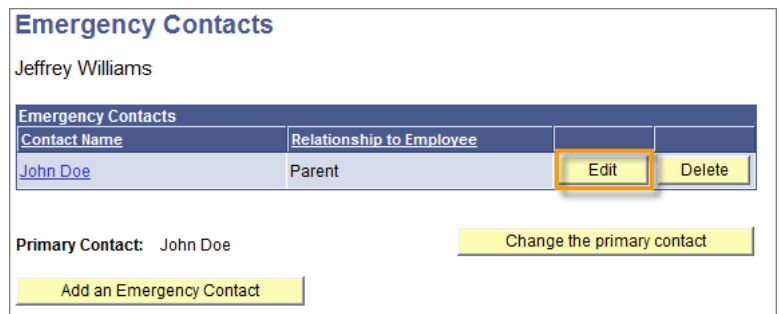 Emergency Contacts
Jeffrey Williams
Emergency Contacts
Contact Name Relationship to Employee
John Doe Parent Edit Delete
Primary Contact: John Doe Change the primary contact
Add an Emergency Contact